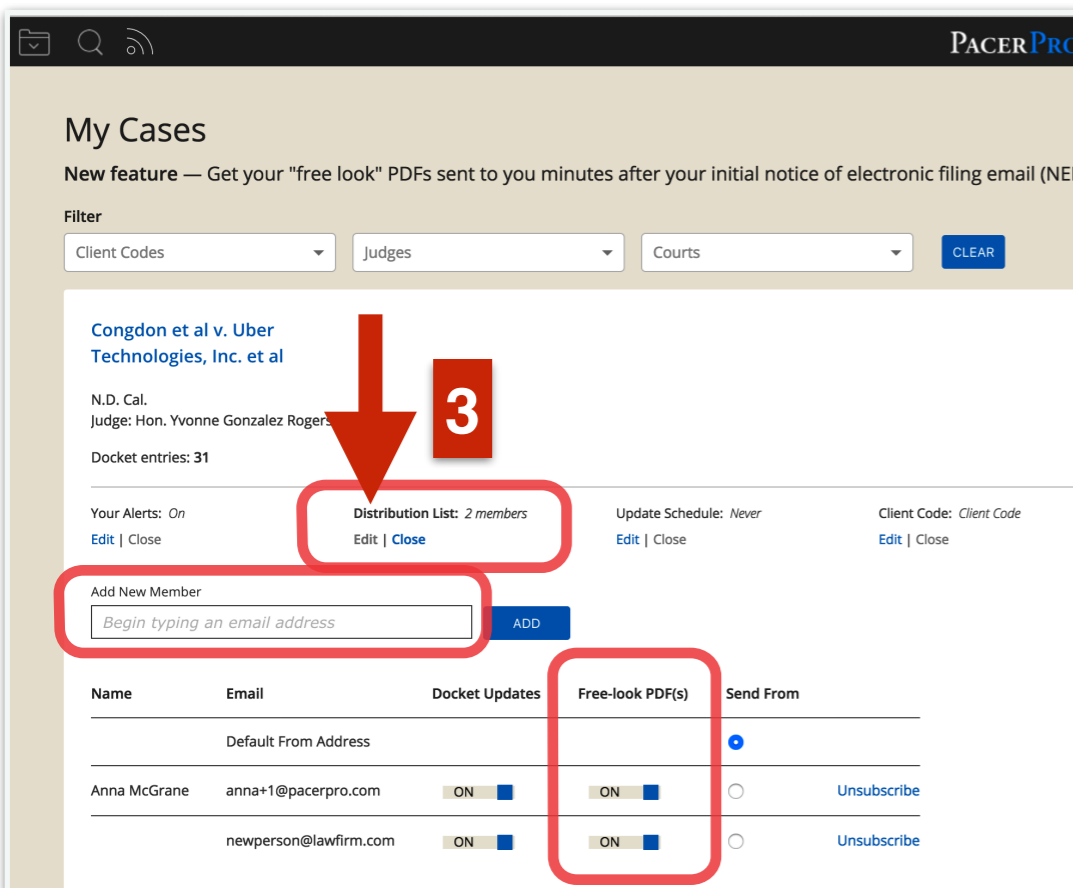 PACERPRO
My Cases
New feature — Get your "free look" PDFs sent to you minutes after your initial notice of electronic filing email
Filter
Client Codes Judges Courts CLEAR
Congdon et al v. Uber
Technologies, Inc. et al
3
N.D. Cal.
Judge: Hon. Yvonne Gonzalez Rogers
Docket entries: 31
Your Alerts: On Distribution List: 2 members Update Schedule: Never Client Code: Client Code
Edit | Close Edit | Close Edit | Close Edit | Close
Add New Member
Begin typing an email address ADD
Name Email Docket Updates Free-look PDF(s) Send From
Default From Address
Anna McGrane anna+1@pacerpro.com ON ON Unsubscribe
newperson@lawfirm.com ON ON Unsubscribe